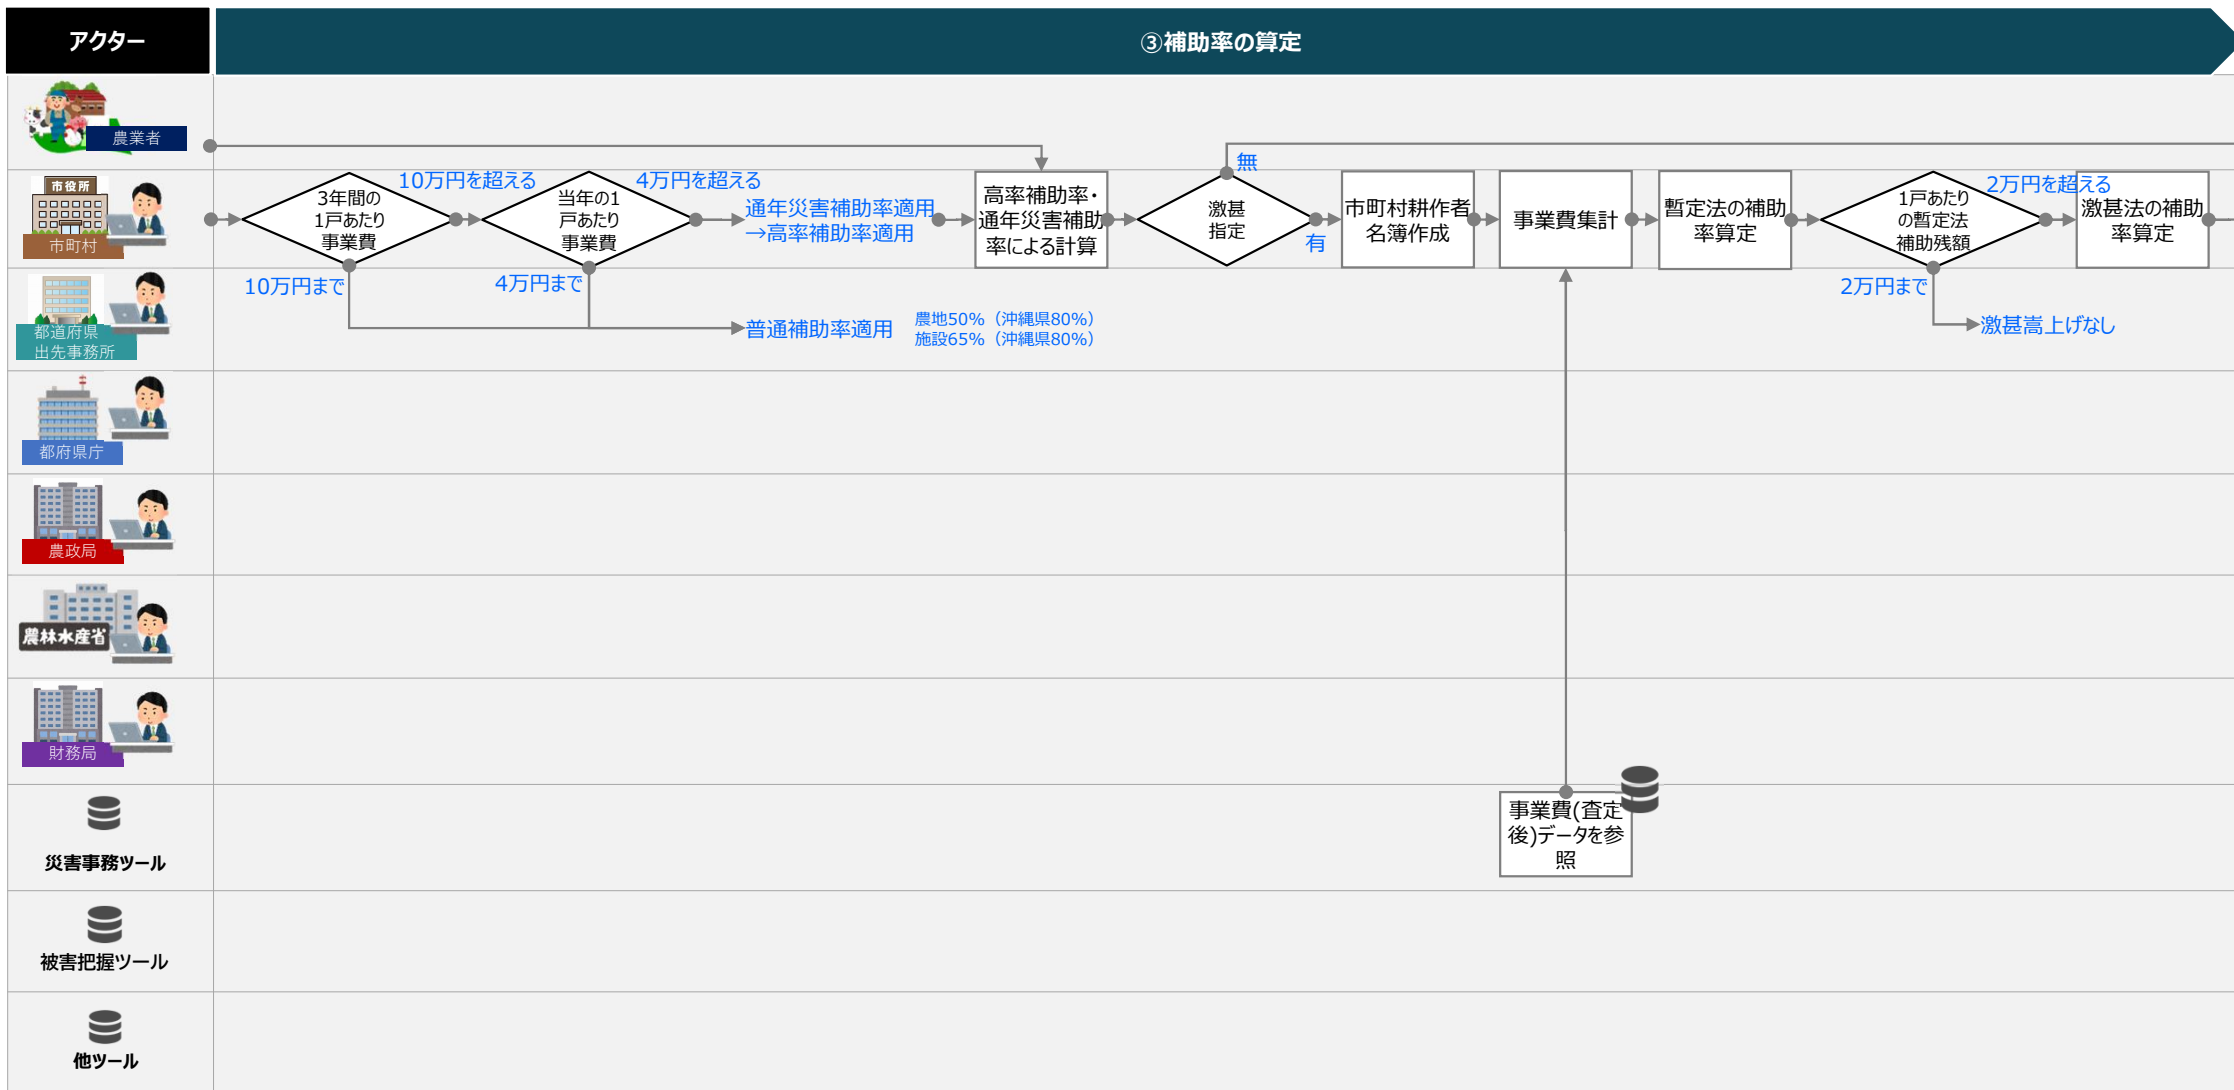 アクター
③補助率の算定
農業者
無
市役所
市町村
3年間の
1戸あたり
事業費
10万円を超える
当年の1
戸あたり
事業費
4万円を超える
通年災害補助率適用
→高率補助率適用
高率補助率・
通年災害補助
率による計算
激甚
指定
有
市町村耕作者
名簿作成
事業費集計
暫定法の補助
率算定
1戸あたり
の暫定法
補助残額
2万円を超える
激甚法の補助
率算定
都道府県
出先事務所
10万円まで
4万円まで
普通補助率適用
農地50%（沖縄県80%）
施設65%（沖縄県80%）
2万円まで
激甚嵩上げなし
都府県庁
農政局
農林水産省
財務局
災害事務ツール
事業費(査定
後)データを参
照
被害把握ツール
他ツール